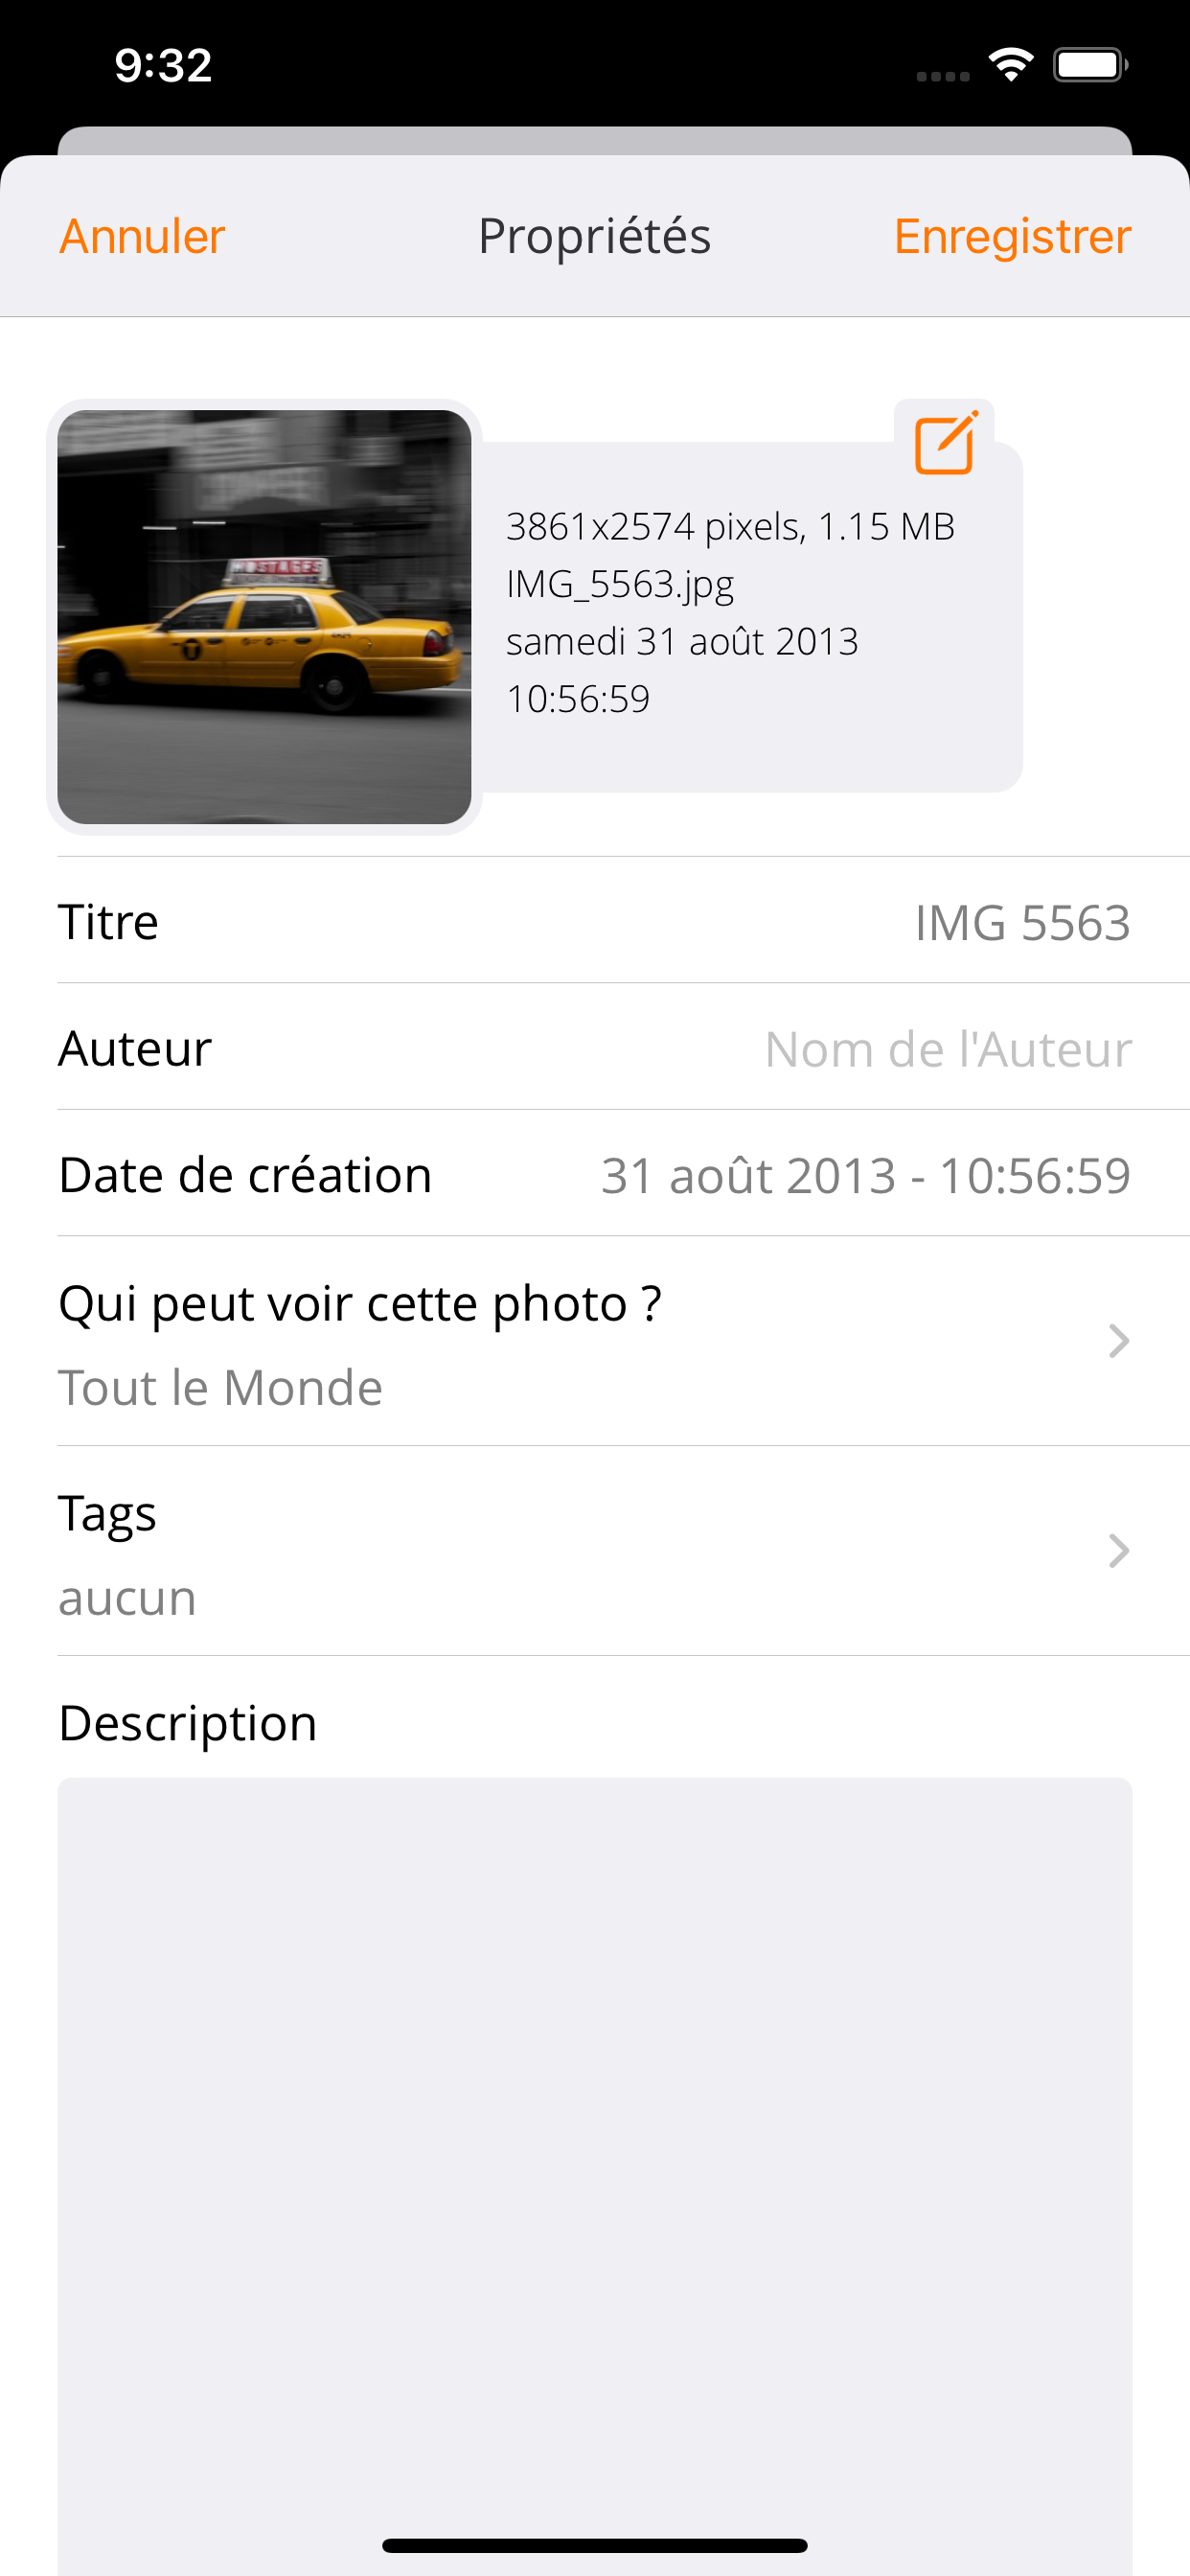 9:32
Annuler
Propriétés
Enregistrer
3861x2574 pixels, 1.15 MB
IMG_5563.jpg
samedi 31 août 2013
10:56:59
Titre
IMG 5563
Auteur
Nom de l'Auteur
Date de création
31 août 2013 - 10:56:59
Qui peut voir cette photo ?
Tout le Monde
Tags
aucun
Description